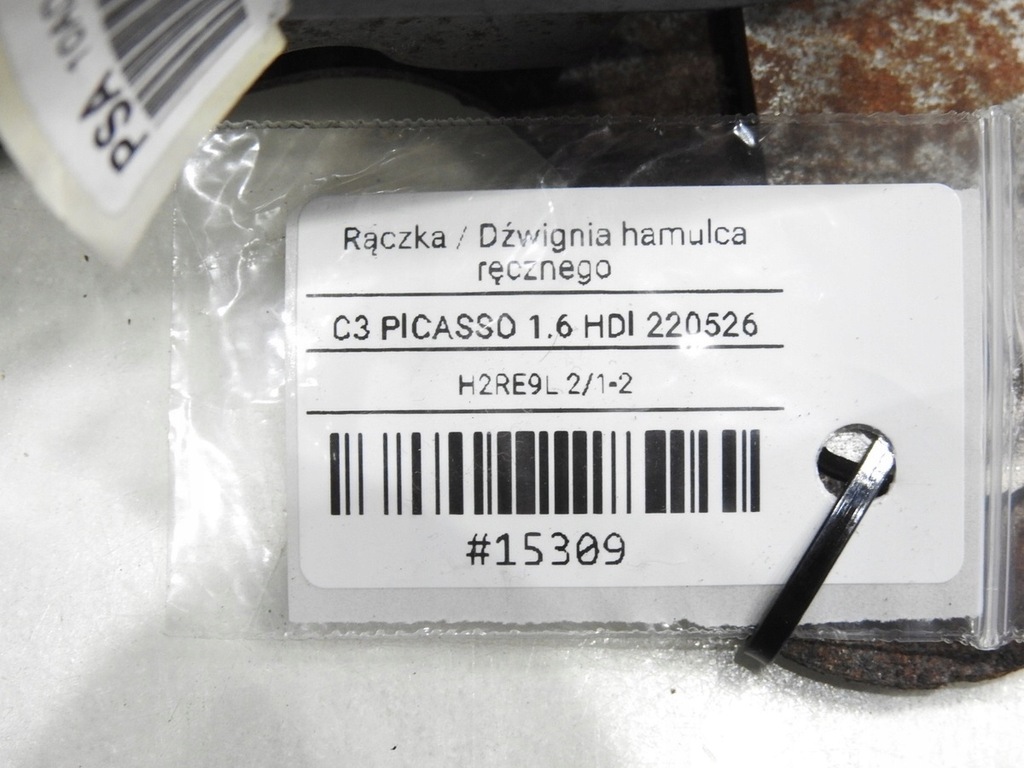 PSA
Rączka / Dźwignia hamulca
ręcznego
C3 PICASSO 1.6 HDI 220526
H2RE9L 2/1-2
#15309